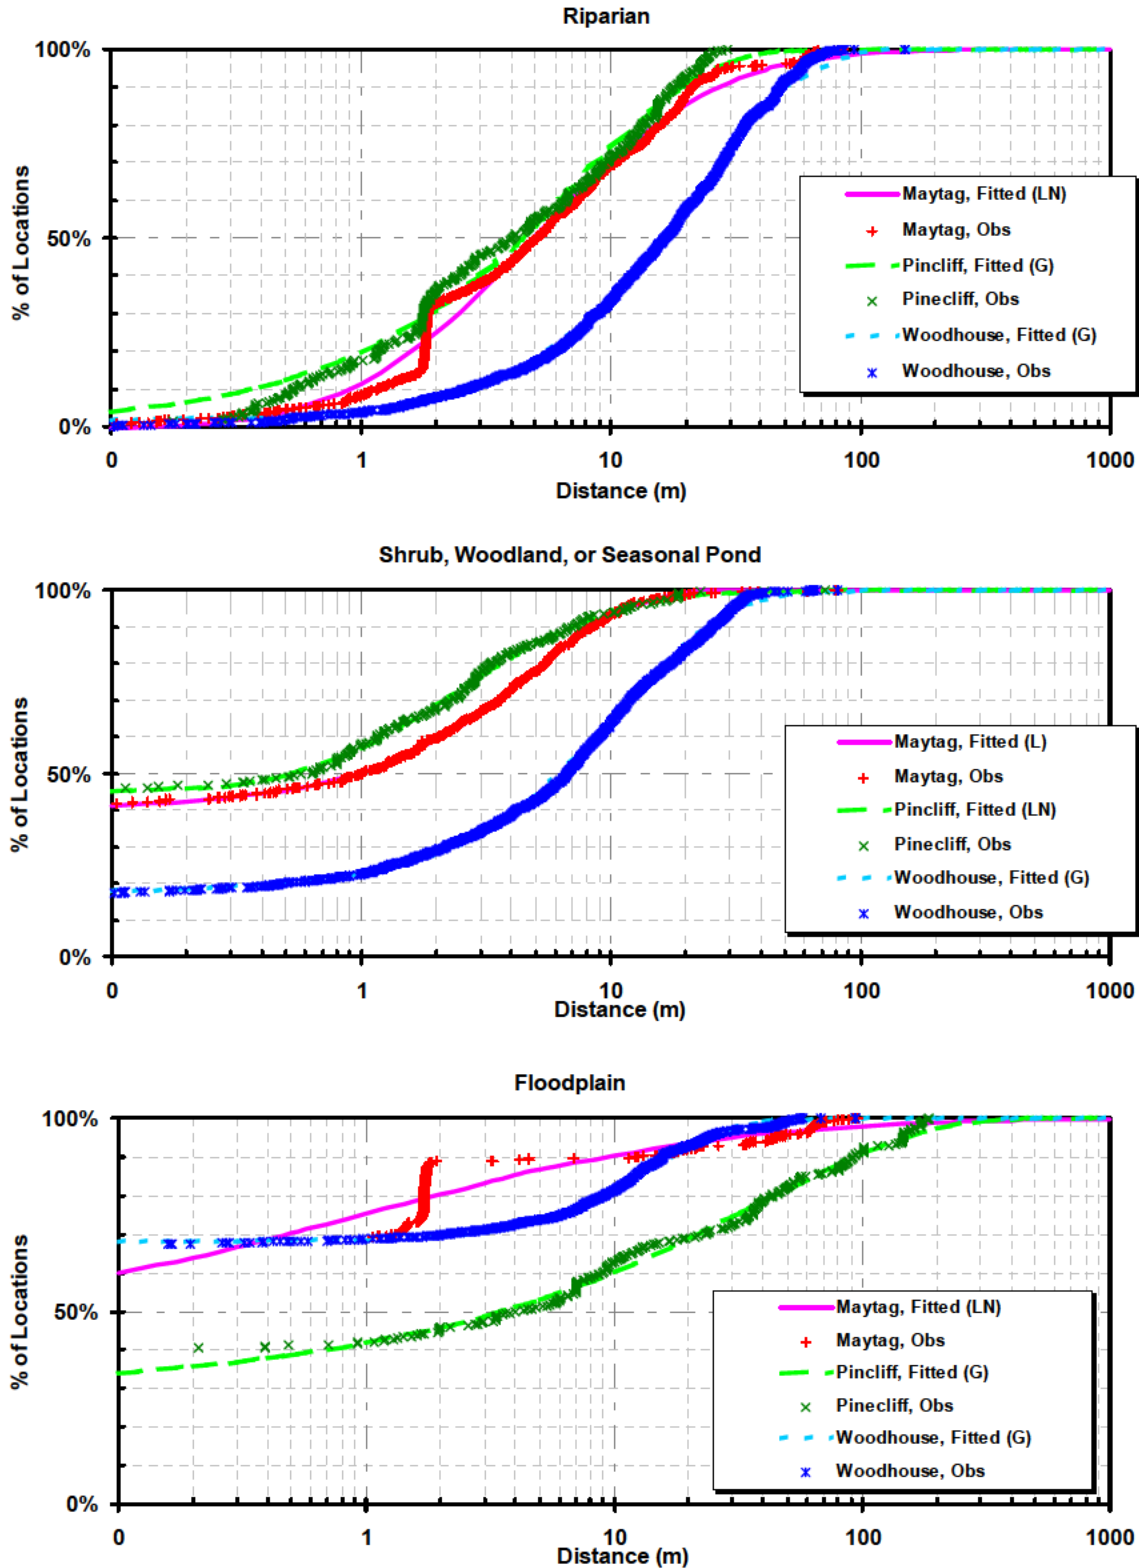 Riparian
100%
50%
0%
% of Locations
0 1 10 100 1000
Distance (m)
Maytag, Fitted (LN)
Maytag, Obs
Pincliff, Fitted (G)
Pinecliff, Obs
Woodhouse, Fitted (G)
Woodhouse, Obs
Shrub, Woodland, or Seasonal Pond
100%
50%
0%
% of Locations
0 1 10 100 1000
Distance (m)
Maytag, Fitted (L)
Maytag, Obs
Pincliff, Fitted (LN)
Pinecliff, Obs
Woodhouse, Fitted (G)
Woodhouse, Obs
Floodplain
100%
50%
0%
% of Locations
0 1 10 100 1000
Distance (m)
Maytag, Fitted (LN)
Maytag, Obs
Pincliff, Fitted (G)
Pinecliff, Obs
Woodhouse, Fitted (G)
Woodhouse, Obs